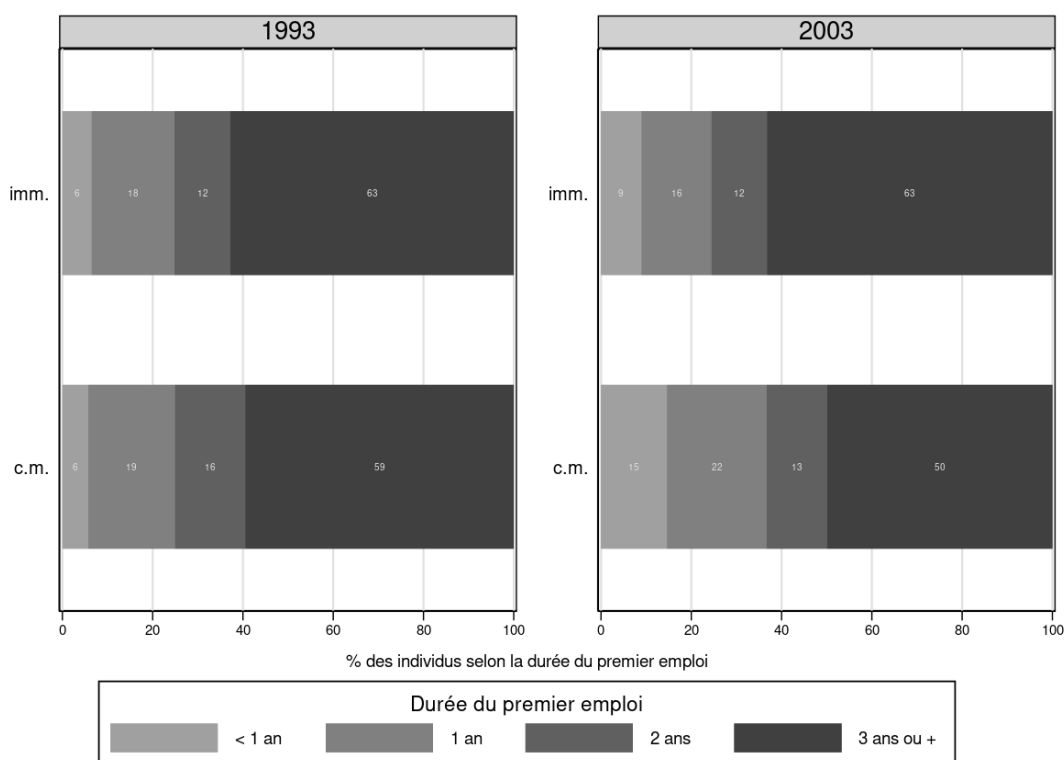 1993
2003
imm.
6 18 12 63
imm.
9 16 12 63
c.m.
6 19 16 59
c.m.
15 22 13 50
0 20 40 60 80 100
0 20 40 60 80 100
% des individus selon la durée du premier emploi
Durée du premier emploi
< 1 an
1 an
2 ans
3 ans ou +